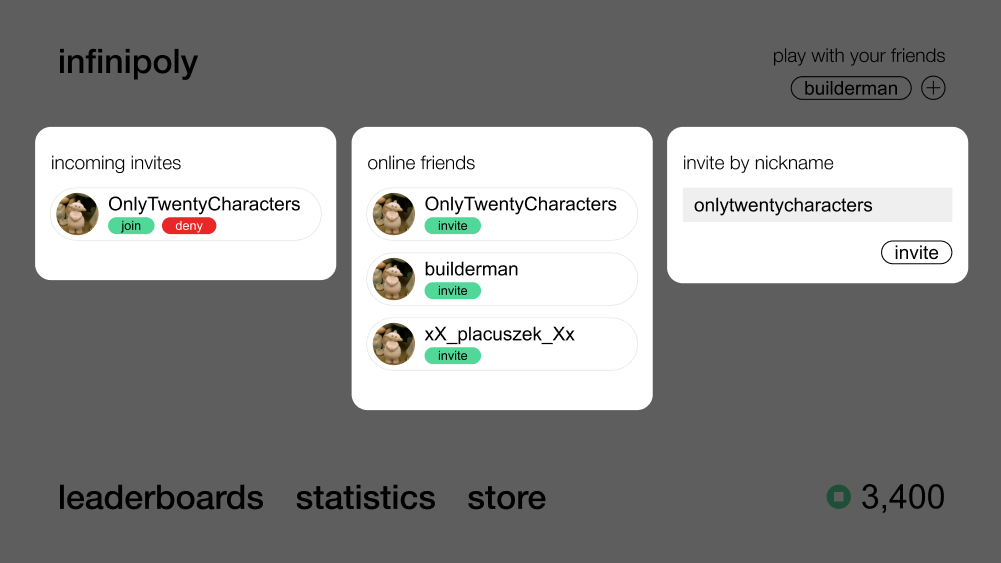 infinipoly
play with your friends
builderman
incoming invites
OnlyTwentyCharacters
join deny
online friends
OnlyTwentyCharacters
invite
builderman
invite
xX_placuszek_Xx
invite
invite by nickname
onlytwentycharacters
invite
leaderboards statistics store
3,400